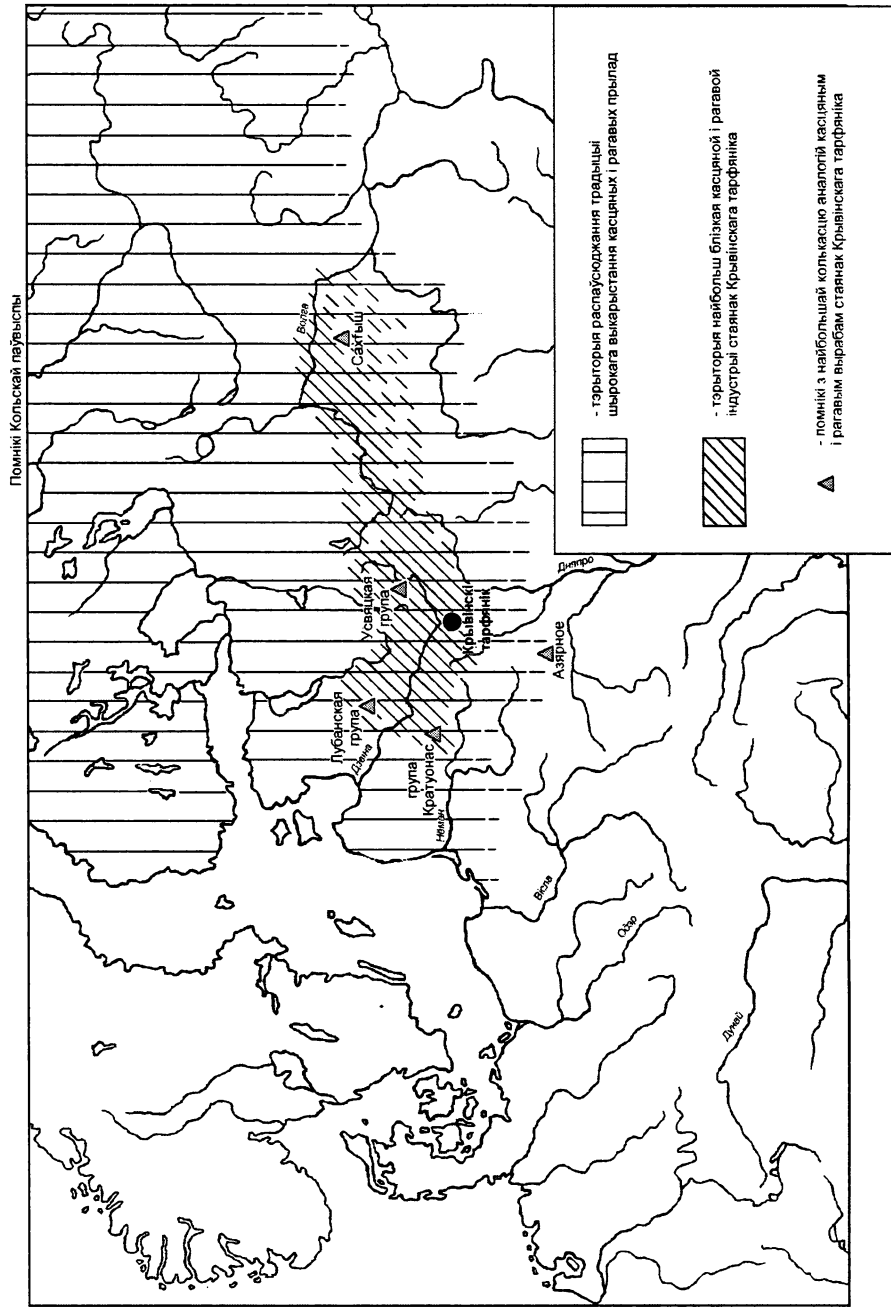 Помнікі Кольскай паўвыспы
Волга
Сахтыш
Усвяцкая
група
Лубанская
група
Дзвіна
Крывінскі
тарфянік
Дняпро
група
Кратуонас
Нёман
Азярное
Вісла
Одэр
Дунай
- тэрыторыя распаўсюджання традыцыі
шырокага выкарыстання касцяных і рагавых прылад
- тэрыторыя найбольш блізкая касцяной і рагавой
індустрыі стаянак Крывінскага тарфяніка
- помнікі з найбольшай колькасцю аналогій касцяным
і рагавым вырабам стаянак Крывінскага тарфяніка